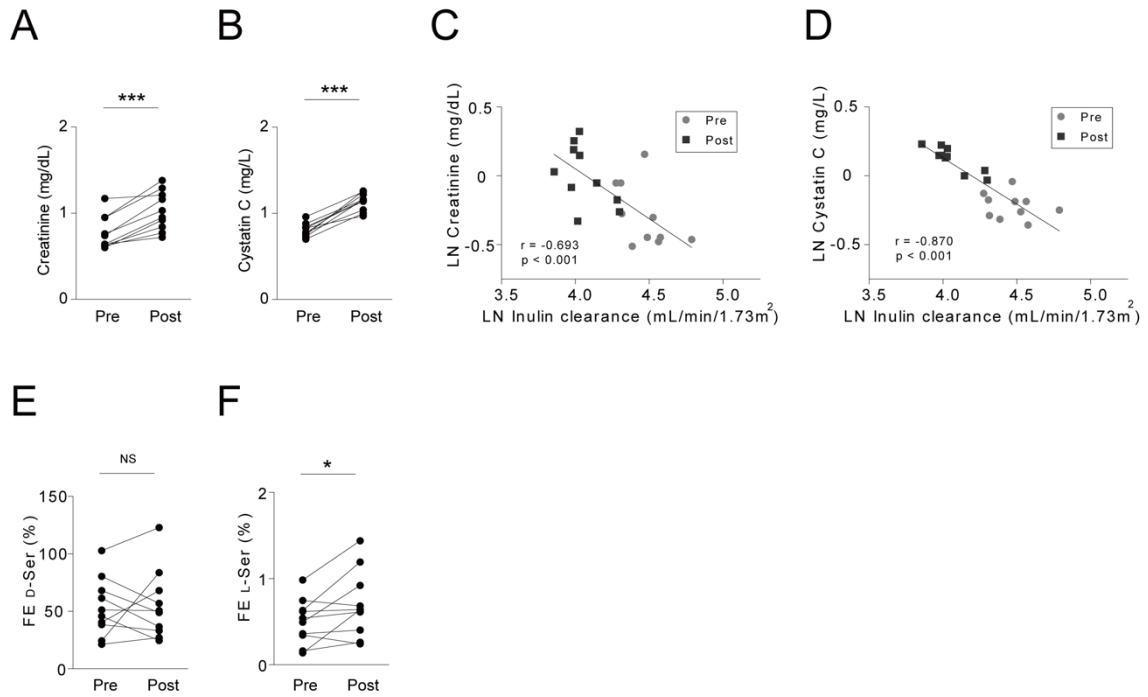 A
***
2
1
0
Creatinine (mg/dL)
Pre Post
B
***
2
1
0
Cystatin C (mg/L)
Pre Post
C
0.5
0
-0.5
LN Creatinine (mg/dL)
Pre
Post
r = -0.693
p < 0.001
3.5 4.0 4.5 5.0
LN Inulin clearance (mL/min/1.73m²)
D
0.5
0
-0.5
LN Cystatin C (mg/L)
Pre
Post
r = -0.870
p < 0.001
3.5 4.0 4.5 5.0
LN Inulin clearance (mL/min/1.73m²)
E
NS
150
100
50
0
FE D-Ser (%)
Pre Post
F
*
2
1
0
FE L-Ser (%)
Pre Post